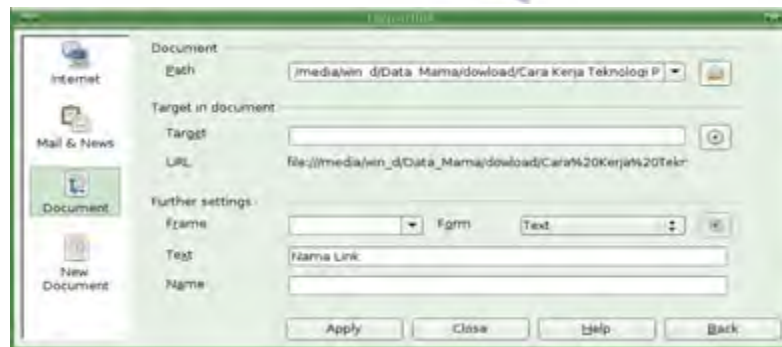 Hyperlink
Internet
Mail & News
Document
New
Document
Document
Path /media/win_d/Data_Mama/dowload/Cara Kerja Teknologi P
Target in document
Target
URL file:///media/win_d/Data_Mama/dowload/Cara%20Kerja%20Tekn
Further settings
Frame Form Text
Text Nama Link
Name
Apply Close Help Back